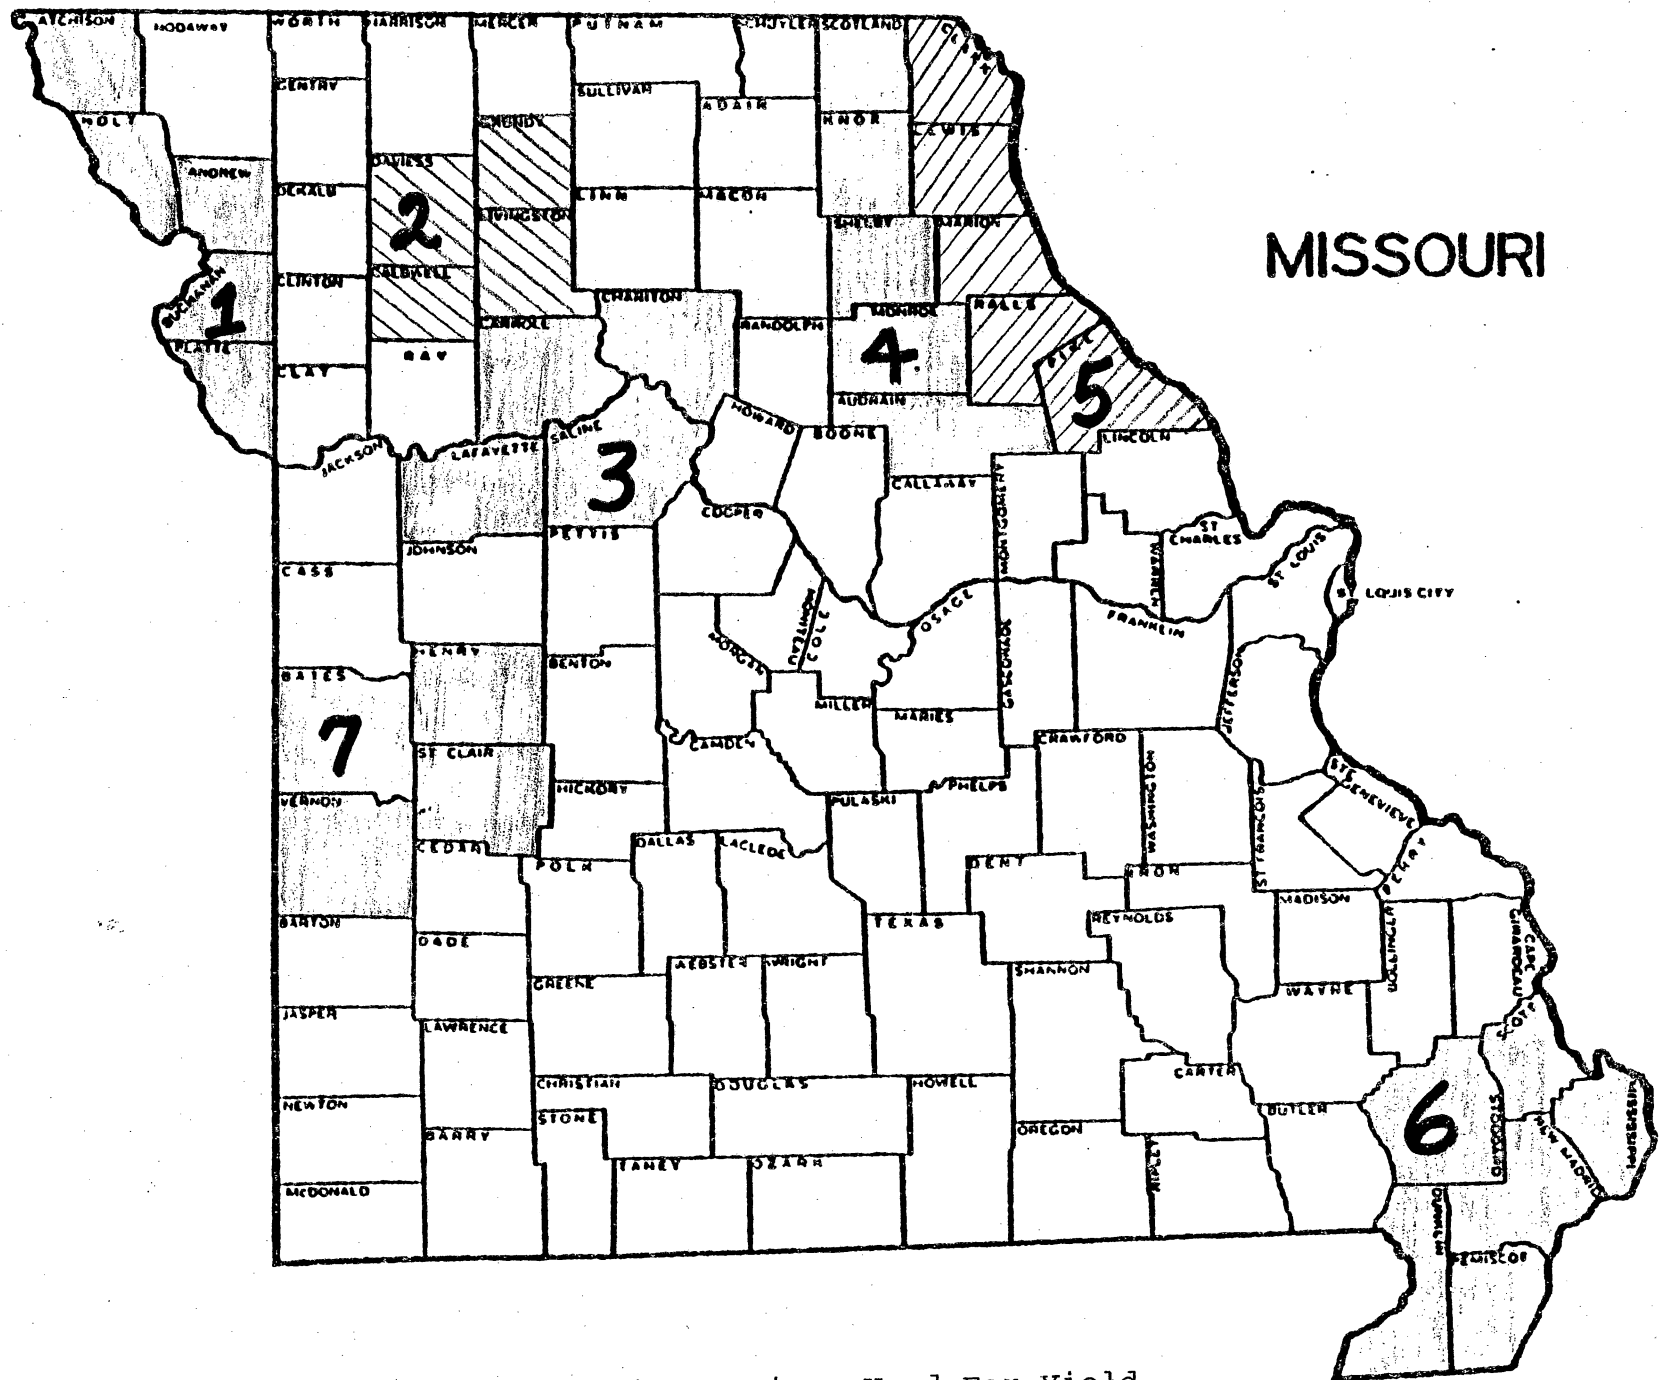 ATCHISON
NODAWAY
WORTH
HARRISON
MERCER
PUTNAM
SCHUYLER
SCOTLAND
CLARK
GENTRY
SULLIVAN
ADAIR
HOLT
GRUNDY
KNOX
LEWIS
DAVIESS
ANDREW
DEKALB
LINN
MACON
2
LIVINGSTON
SHELBY
MARION
MISSOURI
CLINTON
CALDWELL
BUCHANAN
1
CHARITON
RALLS
MONROE
CARROLL
RANDOLPH
PLATTE
RAY
4
PIKE
CLAY
5
AUDRAIN
HOWARD
BOONE
LINCOLN
SALINE
JACKSON
LAFAYETTE
3
CALLAWAY
MONTGOMERY
COOPER
PETTIS
ST
CHARLES
JOHNSON
WARREN
ST LOUIS
CASS
ST LOUIS CITY
MONITEAU
COLE
OSAGE
FRANKLIN
HENRY
MORGAN
BENTON
GASCONADE
JEFFERSON
BATES
MILLER
MARIES
7
CAMDEN
CRAWFORD
ST CLAIR
WASHINGTON
STE
GENEVIEVE
HICKORY
PHELPS
VERNON
PULASKI
ST FRANCOIS
CEDAR
DALLAS
LACLEDE
PERRY
POLK
DENT
IRON
MADISON
BARTON
TEXAS
REYNOLDS
BOLLINGER
CAPE
GIRARDEAU
DADE
WEBSTER
WRIGHT
SHANNON
GREENE
WAYNE
JASPER
SCOTT
LAWRENCE
CARTER
CHRISTIAN
DOUGLAS
HOWELL
NEWTON
STONE
BUTLER
6
STODDARD
MISSISSIPPI
BARRY
OREGON
NEW MADRID
TANEY
OZARK
RIPLEY
McDONALD
DUNKLIN
PEMISCOT
Used For Yield